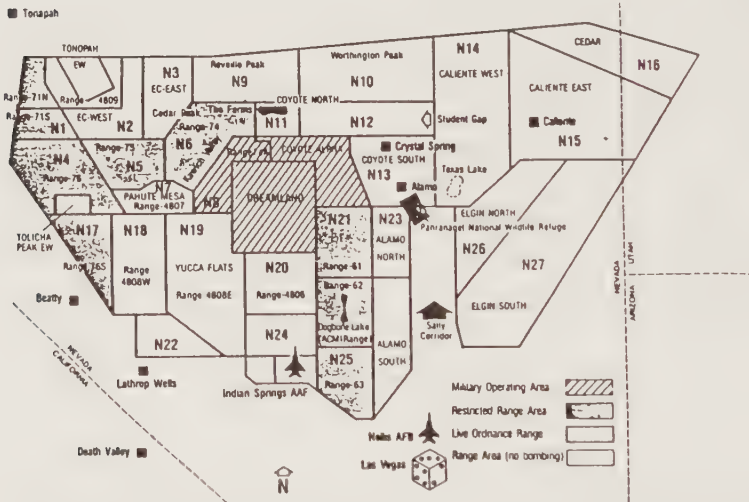 Tonapah
TONOPAH
EW
Range- 4809
Range-71N
Range-71S
N1
EC-WEST
N2
N3
EC-EAST
Reveille Peak
N9
Worthington Peak
N10
COYOTE NORTH
N14
CALIENTE WEST
CEDAR
N16
CALIENTE EAST
Caliente
N15
Cedar Peak
The Farms
Range-74
N11
N12
Student Gap
N4
Range-76
Range-75
N5
N6
COYOTE ALPHA
Crystal Spring
COYOTE SOUTH
N13
Texas Lake
Alamo
N7
PAHUTE MESA
Range-4807
N8
DREAMLAND
TOLICHA
PEAK EW
N17
Range-76S
N18
Range
4808W
N19
YUCCA FLATS
Range 4808E
N20
Range-4806
N21
Range-61
N23
ALAMO
NORTH
ELGIN NORTH
Panranaget National Wildlife Refuge
N26
N27
ELGIN SOUTH
NEVADA
UTAH
ARIZONA
Beatty
Range-62
Dogbone Lake
(ACMI Range)
Sally
Corridor
N22
N24
N25
Range-63
ALAMO
SOUTH
NEVADA
CALIFORNIA
Lathrop Wells
Indian Springs AAF
Death Valley
N
Nellis AFB
Las Vegas
Military Operating Area
Restricted Range Area
Live Ordnance Range
Range Area (no bombing)